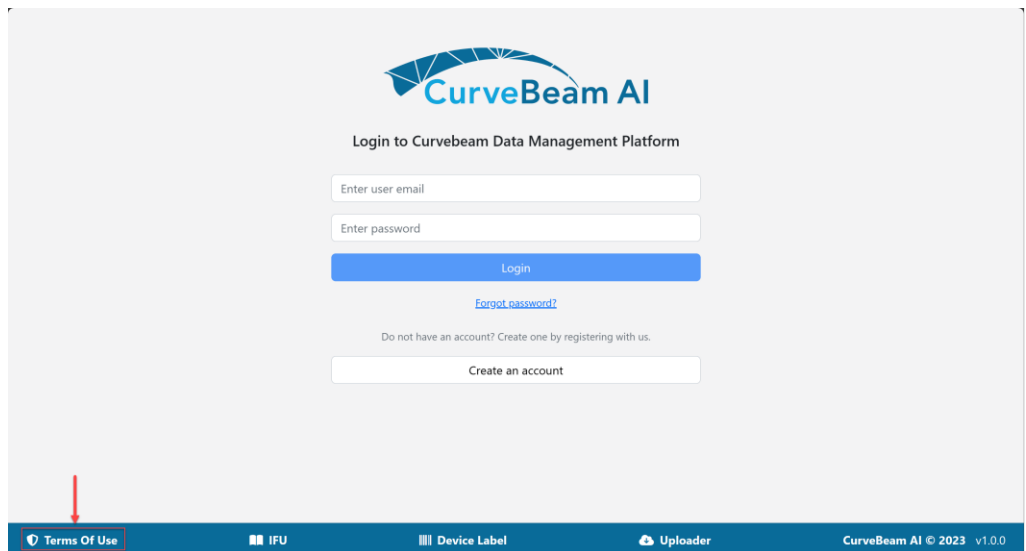 CurveBeam AI
Login to Curvebeam Data Management Platform
Enter user email
Enter password
Login
Forgot password?
Do not have an account? Create one by registering with us.
Create an account
Terms Of Use IFU Device Label Uploader CurveBeam AI © 2023 v1.0.0